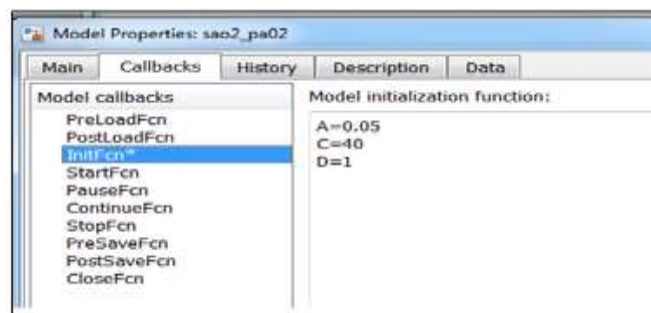 Model Properties: sao2_pa02
Main Callbacks History Description Data
Model callbacks
PreLoadFcn
PostLoadFcn
InitFcn*
StartFcn
PauseFcn
ContinueFcn
StopFcn
PreSaveFcn
PostSaveFcn
CloseFcn
Model initialization function:
A=0.05
C=40
D=1